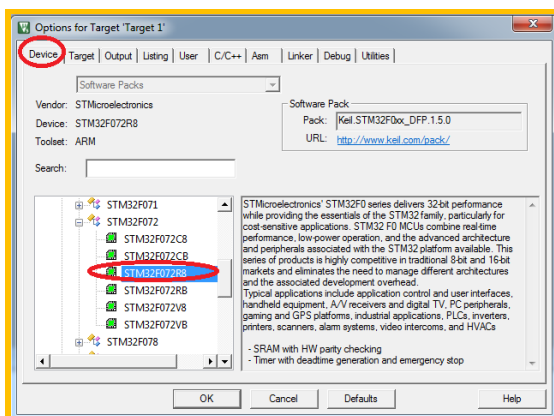 Options for Target 'Target 1'
Device Target Output Listing User C/C++ Asm Linker Debug Utilities
Software Packs
Vendor: STMicroelectronics
Device: STM32F072R8
Toolset: ARM
Search:
Software Pack
Pack: Keil.STM32F0xx_DFP.1.5.0
URL: http://www.keil.com/pack/
STM32F071
STM32F072
STM32F072C8
STM32F072CB
STM32F072R8
STM32F072RB
STM32F072V8
STM32F072VB
STM32F078
STMicroelectronics' STM32F0 series delivers 32-bit performance
while providing the essentials of the STM32 family, particularly for
cost-sensitive applications. STM32 F0 MCUs combine real-time
performance, low-power operation, and the advanced architecture
and peripherals associated with the STM32 platform available. This
series of products is highly competitive in traditional 8-bit and 16-bit
markets and eliminates the need to manage different architectures
and the associated development overhead.
Typical applications include application control and user interfaces,
handheld equipment, A/V receivers and digital TV, PC peripherals,
gaming and GPS platforms, industrial applications, PLCs, inverters,
printers, scanners, alarm systems, video intercoms, and HVACs
- SRAM with HW parity checking
- Timer with deadtime generation and emergency stop
OK Cancel Defaults Help